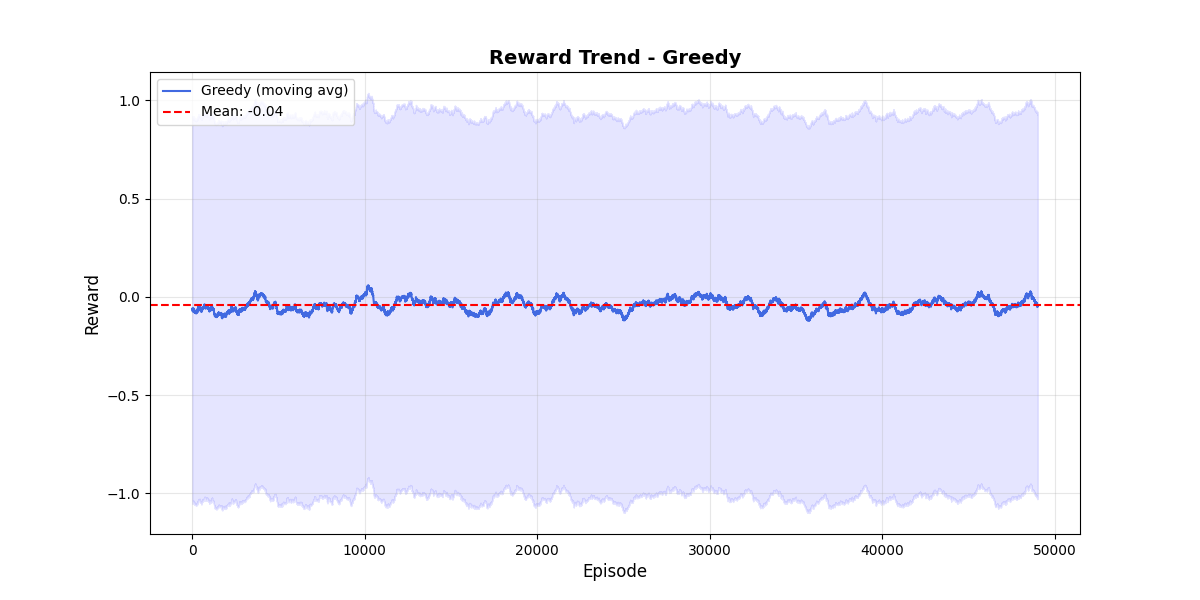 Reward Trend - Greedy
Greedy (moving avg)
Mean: -0.04
1.0
0.5
0.0
−0.5
−1.0
Reward
0 10000 20000 30000 40000 50000
Episode